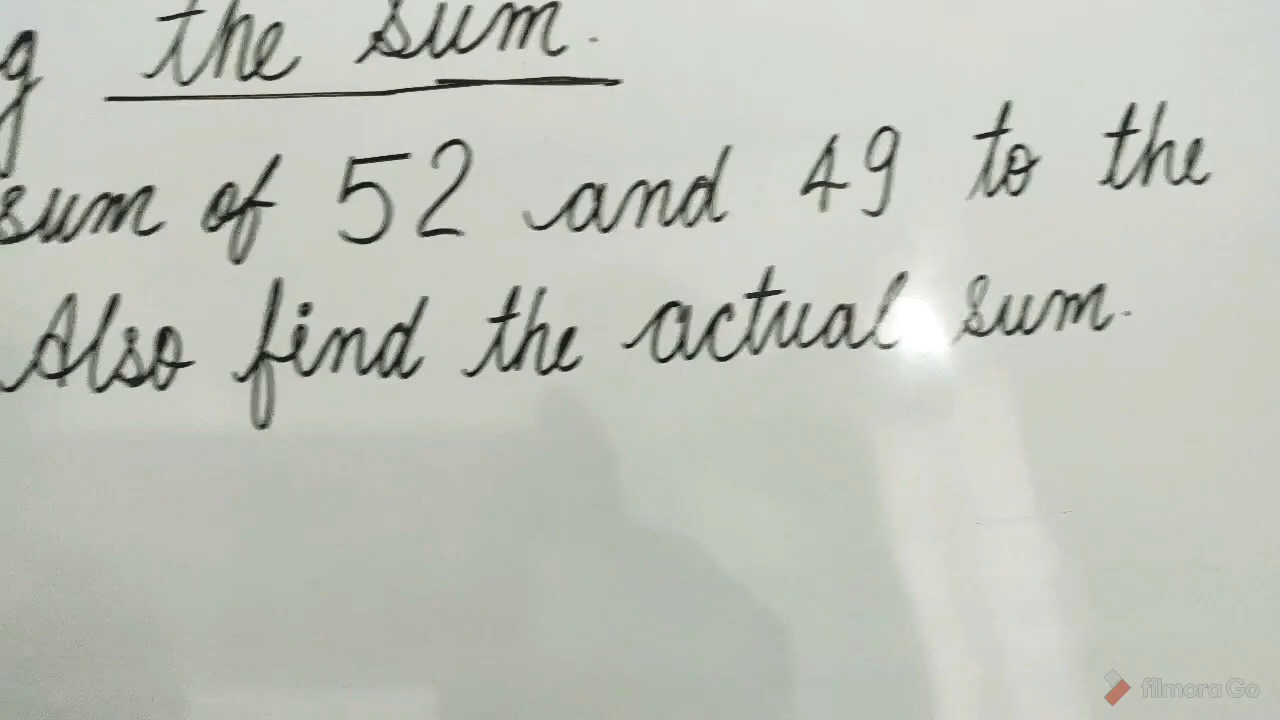 g the sum.
sum of 52 and 49 to the
Also find the actual sum.
filmora Go